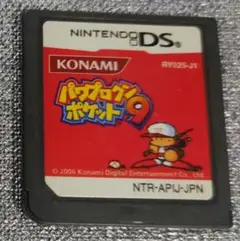 NINTENDO DS
KONAMI
RY025-J1
パワプロクン
ポケット9
© 2006 Konami Digital Entertainment Co., Ltd.
NTR-APIJ-JPN